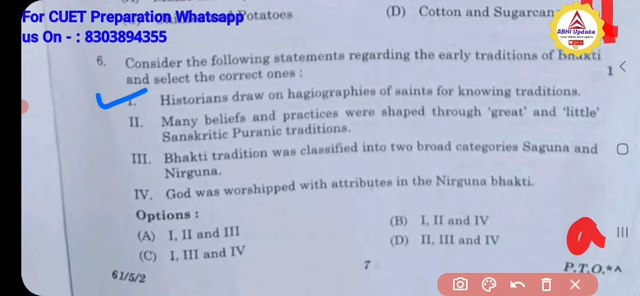 For CUET Preparation Whatsapp
us On - : 8303894355
Potatoes
(D) Cotton and Sugarcan
ABHI Update
6. Consider the following statements regarding the early traditions of Bhakti
and select the correct ones :
I. Historians draw on hagiographies of saints for knowing traditions.
II. Many beliefs and practices were shaped through 'great' and 'little'
Sanskritic Puranic traditions.
III. Bhakti tradition was classified into two broad categories Saguna and
Nirguna.
IV. God was worshipped with attributes in the Nirguna bhakti.
Options :
(A) I, II and III
(B) I, II and IV
(C) I, III and IV
(D) II, III and IV
61/5/2
7
P.T.O.
1
a